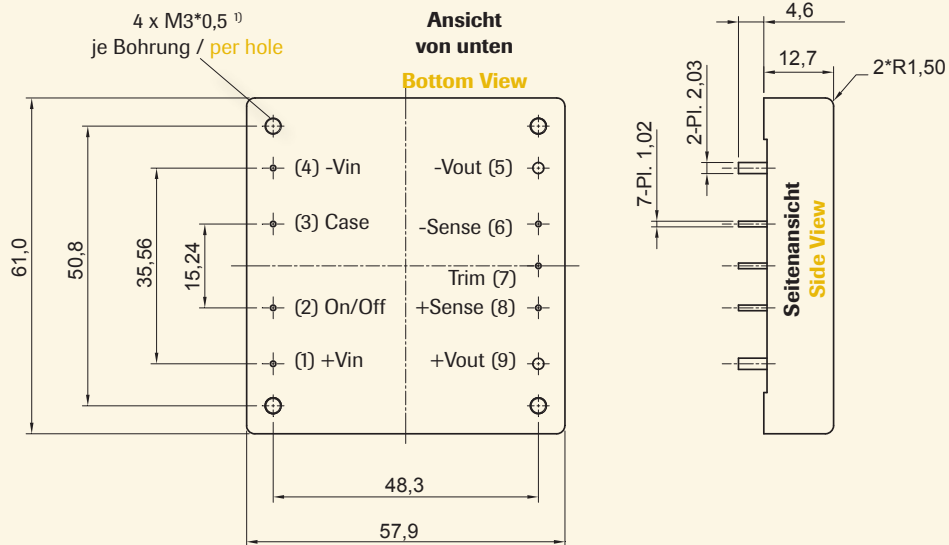 4 x M3*0,5 ¹⁾
je Bohrung / per hole
Ansicht
von unten
Bottom View
4,6
12,7
2*R1,50
2-Pl. 2,03
7-Pl. 1,02
61,0
50,8
35,56
15,24
(4) -Vin
-Vout (5)
(3) Case
-Sense (6)
Trim (7)
(2) On/Off
+Sense (8)
(1) +Vin
+Vout (9)
Seitenansicht
Side View
48,3
57,9